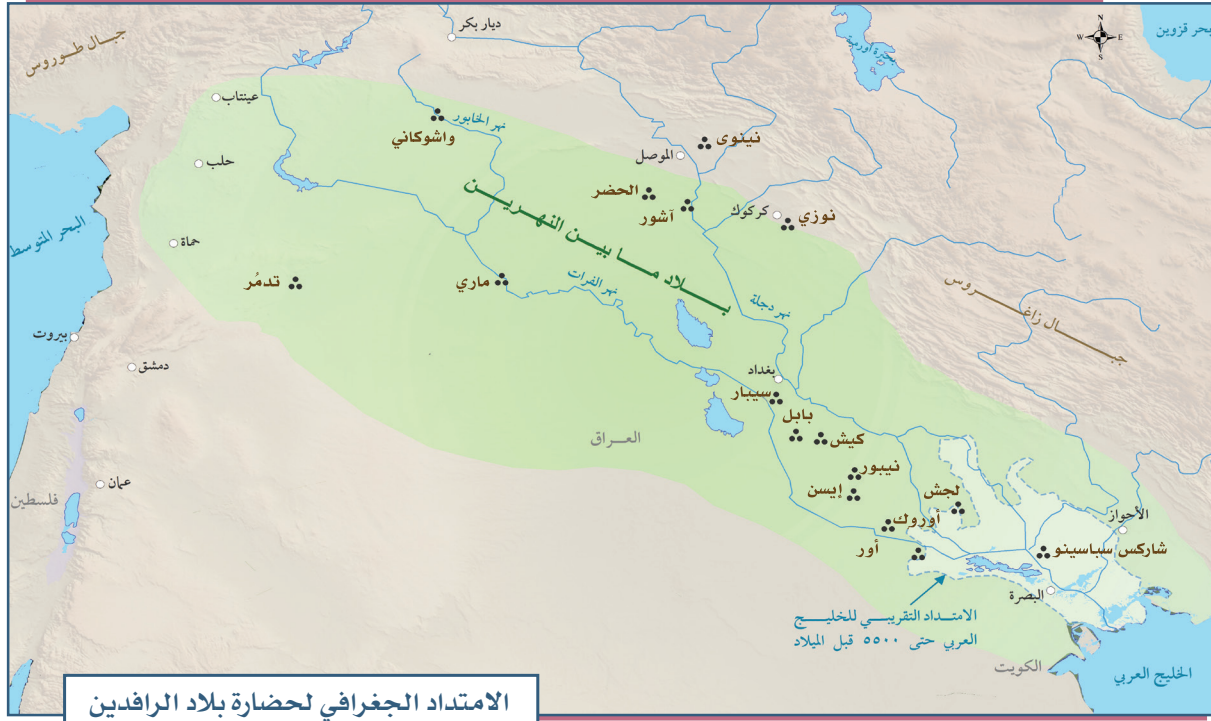 ديار بكر
بحر قزوين
جبال طوروس
بحيرة أورمية
N
W
E
S
عينتاب
نهر الخابور
واشوكاني
نينوى
الموصل
حلب
الحضر
آشور
كركوك
نوزي
بلاد ما بين النهرين
البحر المتوسط
حماة
تدمُر
ماري
نهر الفرات
نهر دجلة
جبال زاغروس
بيروت
دمشق
بغداد
سيبار
بابل
كيش
العراق
نيبور
إيسن
لجش
أوروك
عمان
فلسطين
الأحواز
أور
شاركس سباسينو
البصرة
الامتداد التقريبي للخليج
العربي حتى ٥٥٠٠ قبل الميلاد
الكويت
الخليج العربي
الامتداد الجغرافي لحضارة بلاد الرافدين